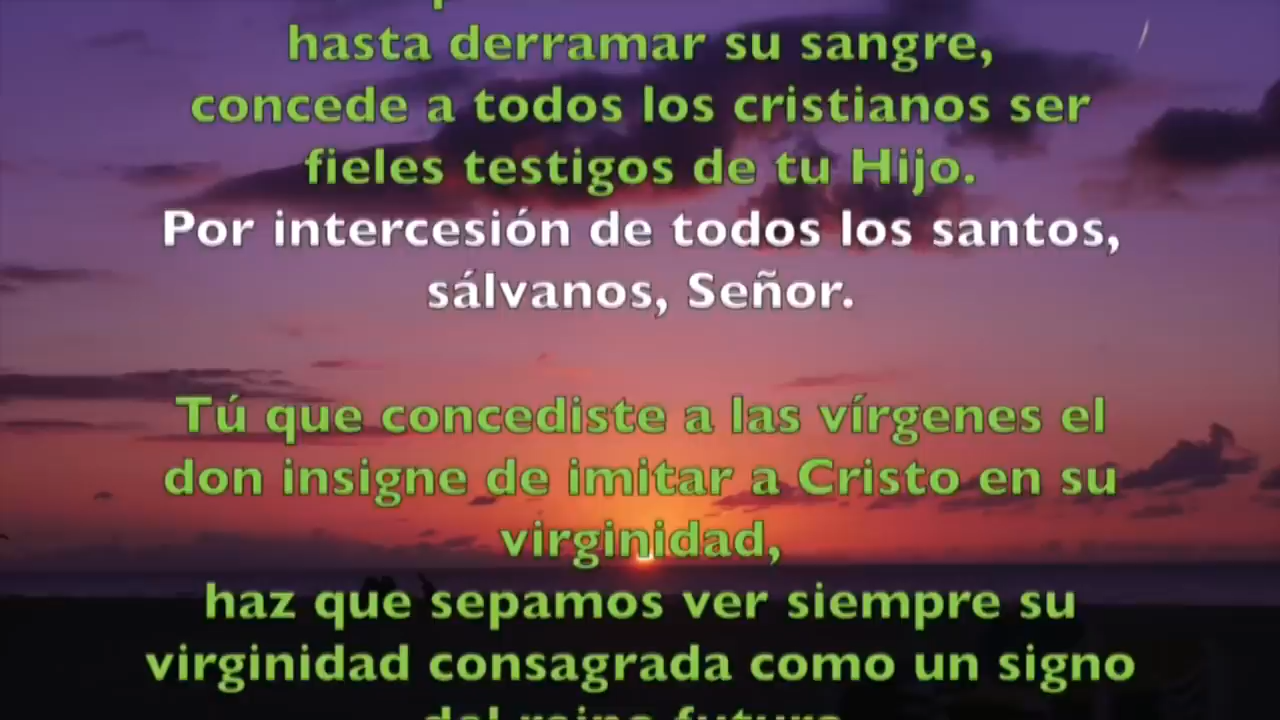 hasta derramar su sangre,
concede a todos los cristianos ser
fieles testigos de tu Hijo.
Por intercesión de todos los santos,
sálvanos, Señor.
Tú que concediste a las vírgenes el
don insigne de imitar a Cristo en su
virginidad,
haz que sepamos ver siempre su
virginidad consagrada como un signo
del reino futuro